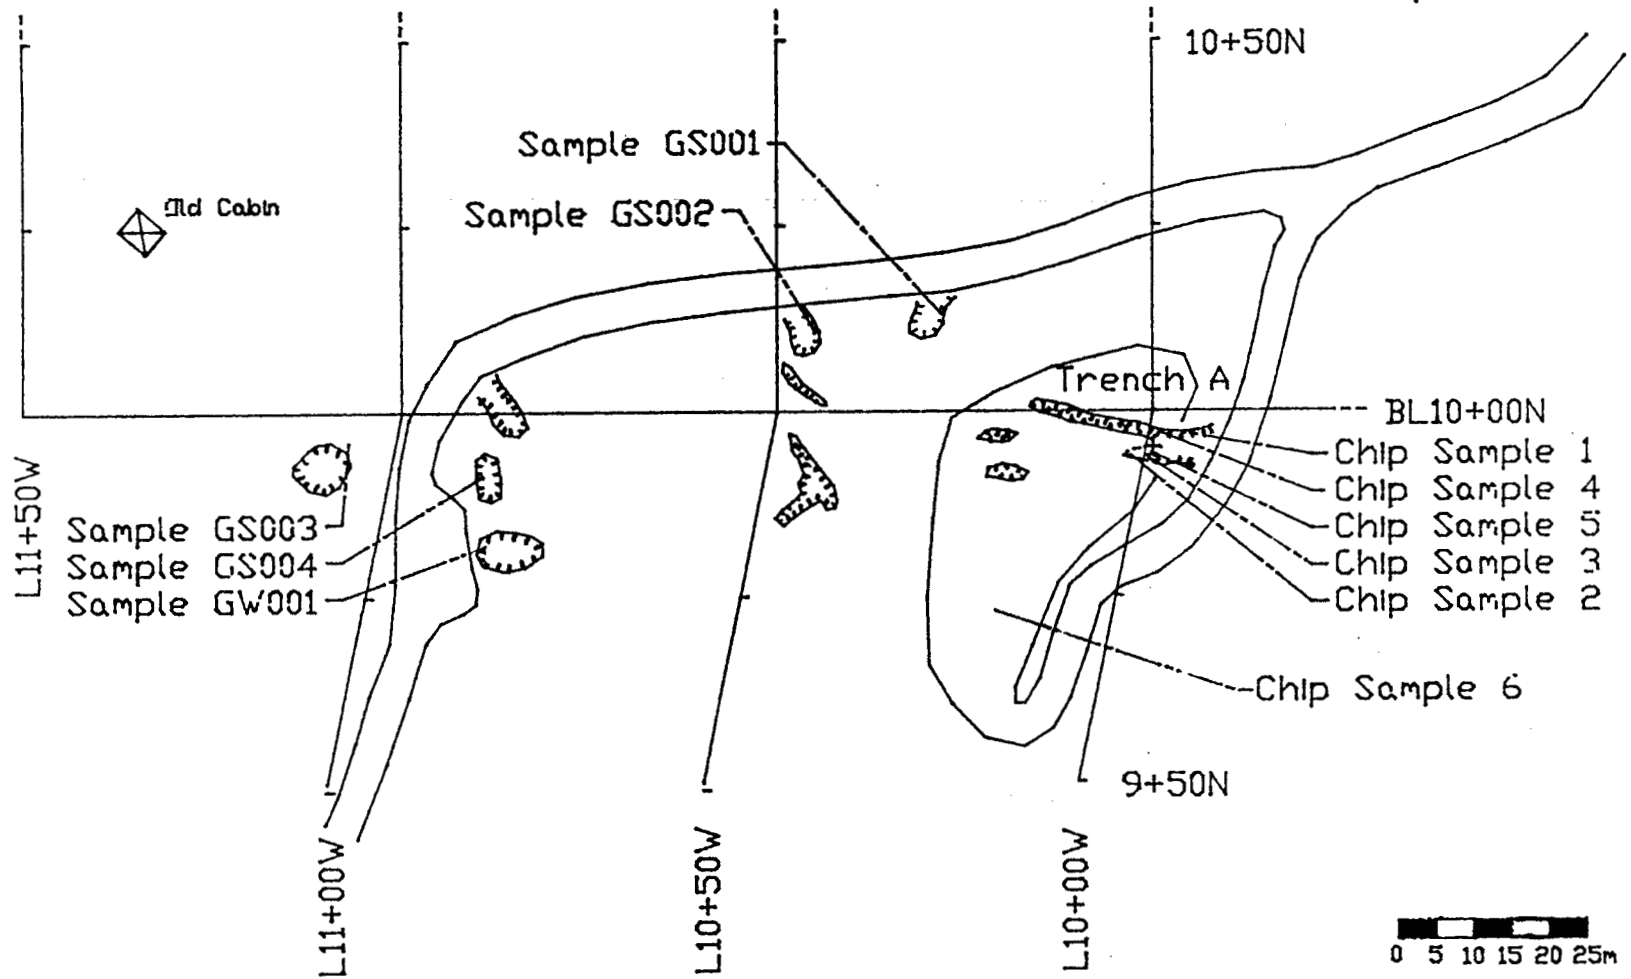 10+50N
Sample GS001
Sample GS002
Old Cabin
Trench A
BL10+00N
Chip Sample 1
Chip Sample 4
Chip Sample 5
Chip Sample 3
Chip Sample 2
L11+50W
Sample GS003
Sample GS004
Sample GW001
Chip Sample 6
9+50N
L11+00W
L10+50W
L10+00W
0 5 10 15 20 25m